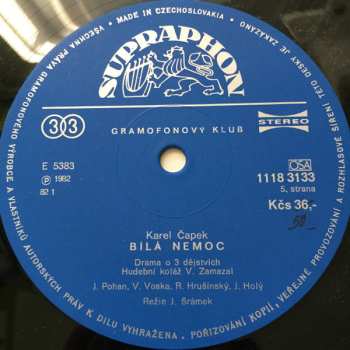 MADE IN CZECHOSLOVAKIA • VŠECHNA PRÁVA GRAMOFONOVÉHO VÝROBCE A VLASTNÍKŮ AUTORSKÝCH PRÁV K DÍLU VYHRAŽENA. POŘIZOVÁNÍ KOPIÍ, VEŘEJNÉ PROVOZOVÁNÍ A ROZHLASOVÉ ŠÍŘENÍ TÉTO DESKY JE ZAKÁZÁNO
SUPRAPHON
33
GRAMOFONOVÝ KLUB
STEREO
E 5383
℗ 1982
82 1
OSA
1118 3133
5. strana
Kčs 36,-
Karel Čapek
BÍLÁ NEMOC
Drama o 3 dějstvích
Hudební koláž V. Zamazal
J. Pohan, V. Voska, R. Hrušínský, J. Holý
Režie J. Šrámek